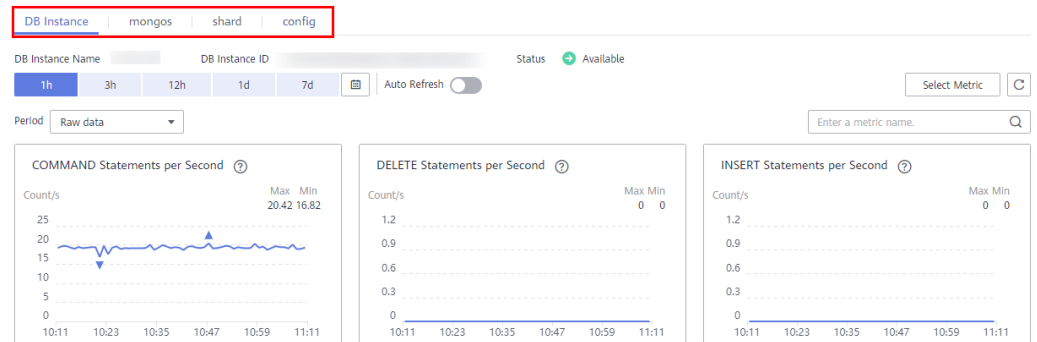 DB Instance mongos shard config
DB Instance Name DB Instance ID Status Available
1h 3h 12h 1d 7d Auto Refresh Select Metric
Period Raw data Enter a metric name.
COMMAND Statements per Second ?
Count/s Max Min
20.42 16.82
25
20
15
10
5
0
10:11 10:23 10:35 10:47 10:59 11:11
DELETE Statements per Second ?
Count/s Max Min
0 0
1.2
0.9
0.6
0.3
0
10:11 10:23 10:35 10:47 10:59 11:11
INSERT Statements per Second ?
Count/s Max Min
0 0
1.2
0.9
0.6
0.3
0
10:11 10:23 10:35 10:47 10:59 11:11